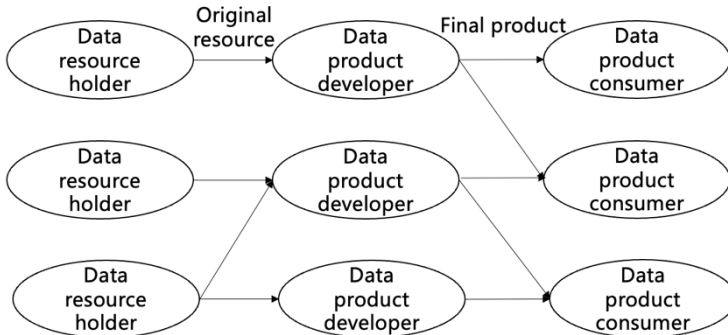 Original
resource
Final product
Data
resource
holder
Data
product
developer
Data
product
consumer
Data
resource
holder
Data
product
developer
Data
product
consumer
Data
resource
holder
Data
product
developer
Data
product
consumer